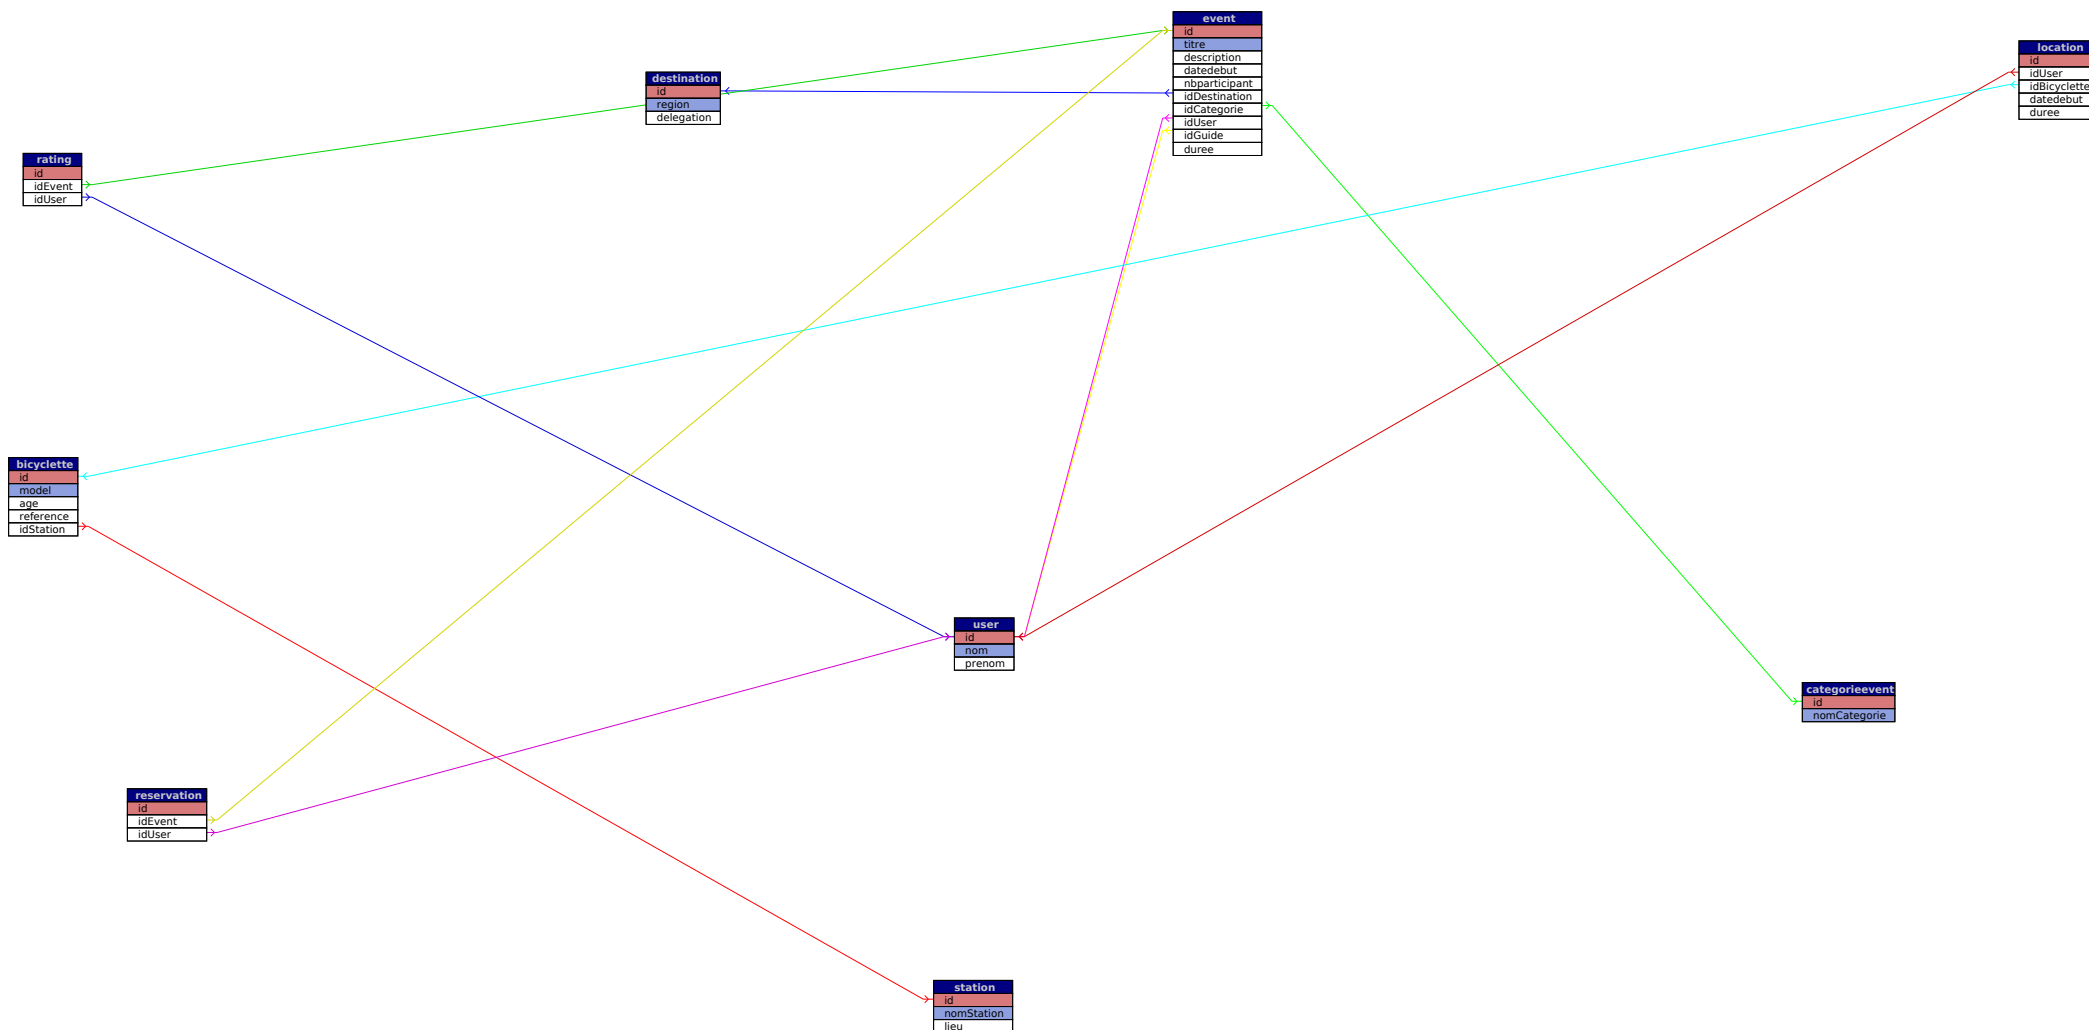 event
id
titre
description
datedebut
nbparticipant
idDestination
idCategorie
idUser
idGuide
duree
location
id
idUser
idBicyclette
datedebut
duree
destination
id
region
delegation
rating
id
idEvent
idUser
bicyclette
id
model
age
reference
idStation
user
id
nom
prenom
categorieevent
id
nomCategorie
reservation
id
idEvent
idUser
station
id
nomStation
lieu